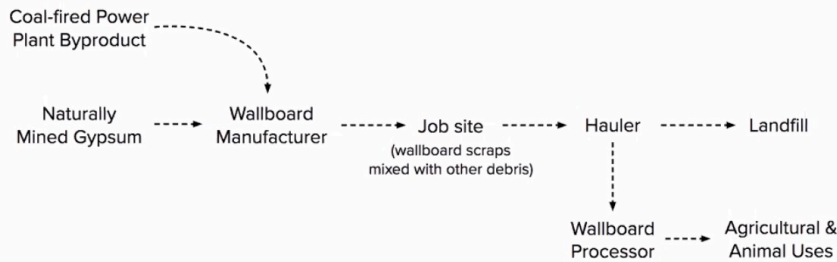 Coal-fired Power
Plant Byproduct
Naturally
Mined Gypsum
Wallboard
Manufacturer
Job site
(wallboard scraps
mixed with other debris)
Hauler
Landfill
Wallboard
Processor
Agricultural &
Animal Uses